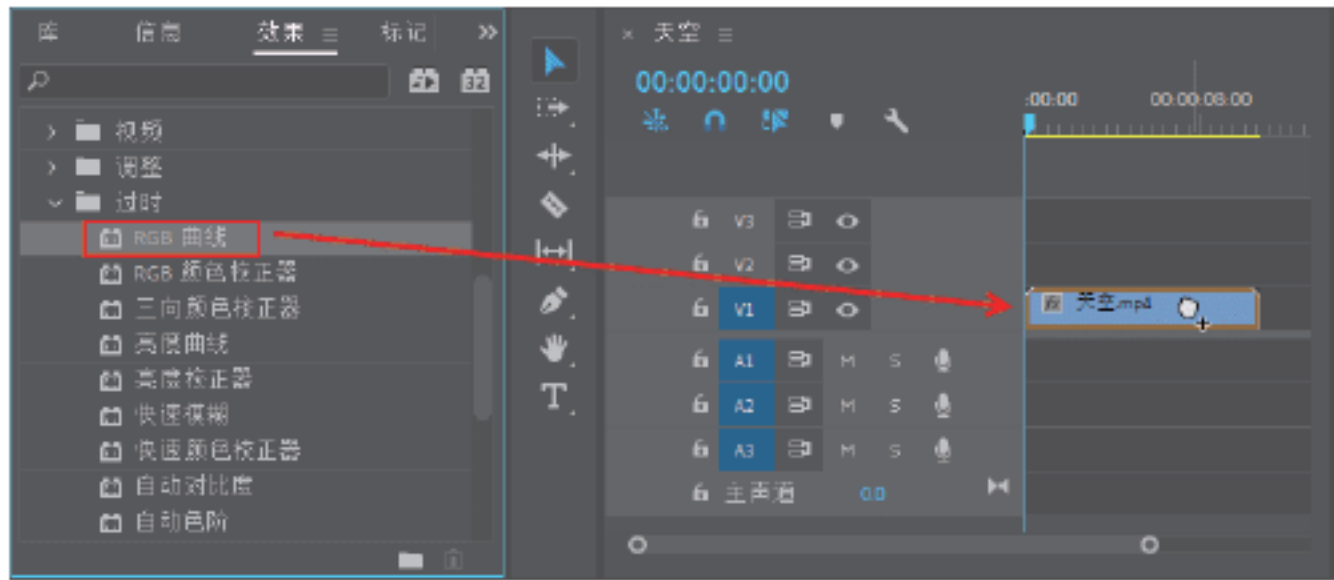 库 信息 效果 标记
32
视频
调整
过时
RGB 曲线
RGB 颜色校正器
三向颜色校正器
亮度曲线
亮度校正器
快速模糊
快速颜色校正器
自动对比度
自动色阶
T
× 天空
00:00:00:00
:00:00 00:00:08:00
V3
V2
V1
fx 天空.mp4
A1 M S
A2 M S
A3 M S
主声道 0.0